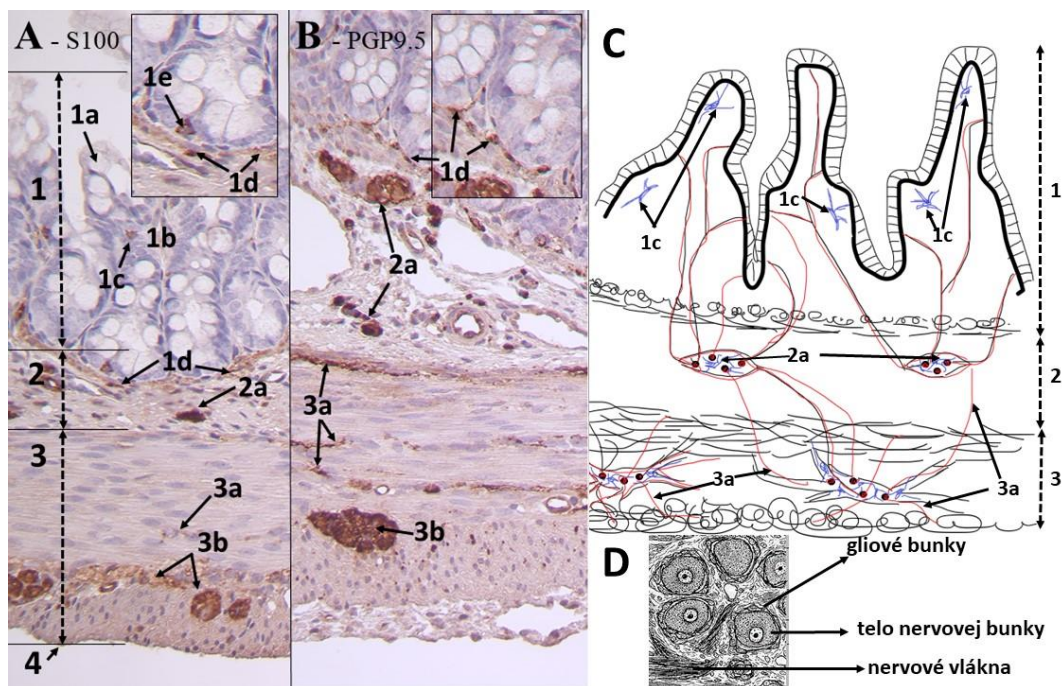 A - S100
1e
1d
1a
1
1b
1c
1d
2
2a
3
3a
3b
4
B - PGP9.5
1d
2a
3a
3b
C
1c
1c
1c
1
2a
2
3a
3a
3
D
gliové bunky
telo nervovej bunky
nervové vlákna